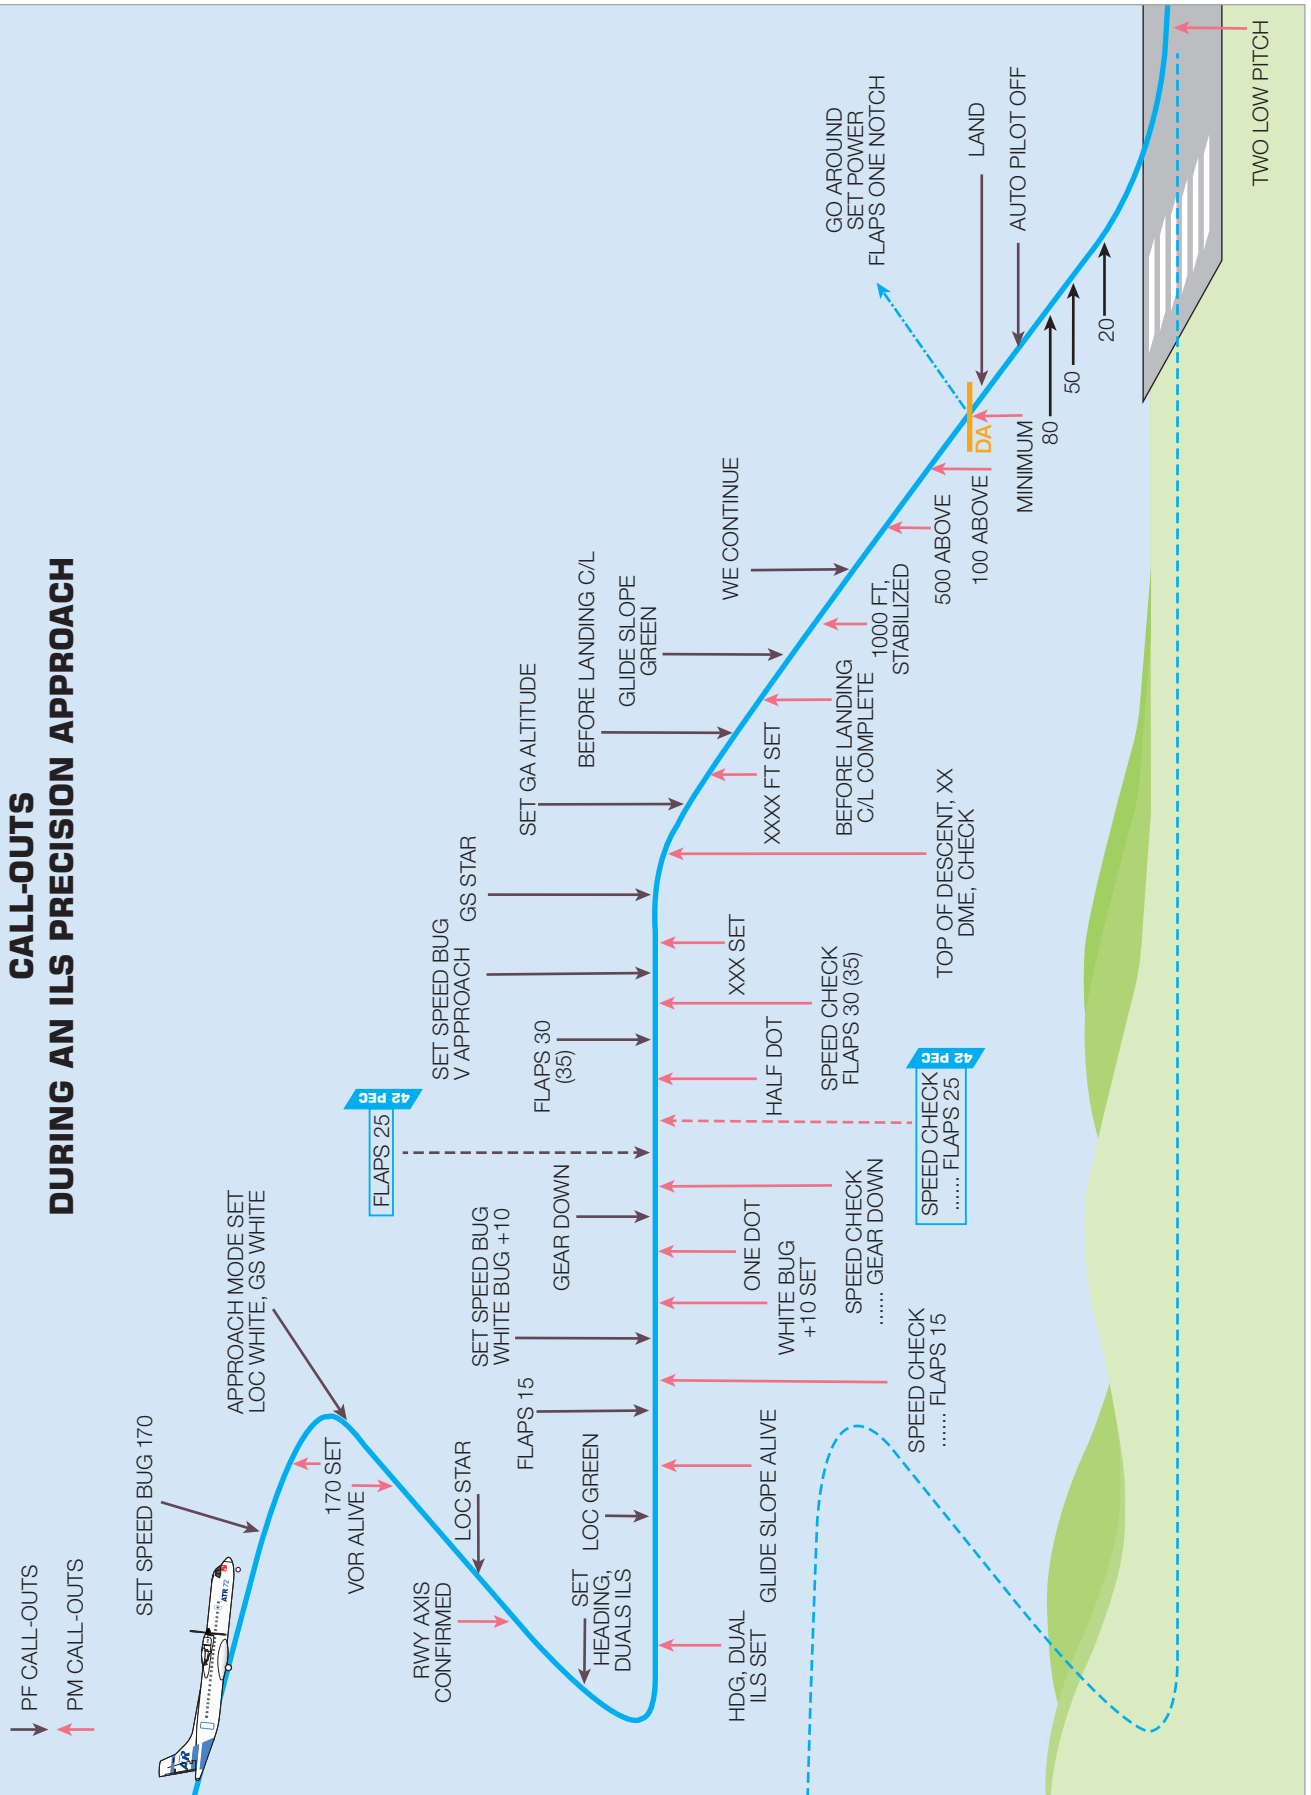 CALL-OUTS
DURING AN ILS PRECISION APPROACH
PF CALL-OUTS
PM CALL-OUTS
SET SPEED BUG 170
170 SET
APPROACH MODE SET
LOC WHITE, GS WHITE
VOR ALIVE
LOC STAR
RWY AXIS
CONFIRMED
SET
HEADING,
DUALS ILS
HDG, DUAL
ILS SET
LOC GREEN
GLIDE SLOPE ALIVE
FLAPS 15
SPEED CHECK
...... FLAPS 15
SET SPEED BUG
WHITE BUG +10
WHITE BUG
+10 SET
ONE DOT
GEAR DOWN
SPEED CHECK
...... GEAR DOWN
FLAPS 25
42 PEC
SPEED CHECK
...... FLAPS 25
42 PEC
HALF DOT
FLAPS 30
(35)
SPEED CHECK
FLAPS 30 (35)
SET SPEED BUG
V APPROACH
XXX SET
GS STAR
TOP OF DESCENT, XX
DME, CHECK
SET GA ALTITUDE
XXXX FT SET
BEFORE LANDING C/L
BEFORE LANDING
C/L COMPLETE
GLIDE SLOPE
GREEN
1000 FT,
STABILIZED
WE CONTINUE
500 ABOVE
100 ABOVE
MINIMUM
DA
GO AROUND
SET POWER
FLAPS ONE NOTCH
LAND
AUTO PILOT OFF
80
50
20
TWO LOW PITCH
ATR 72